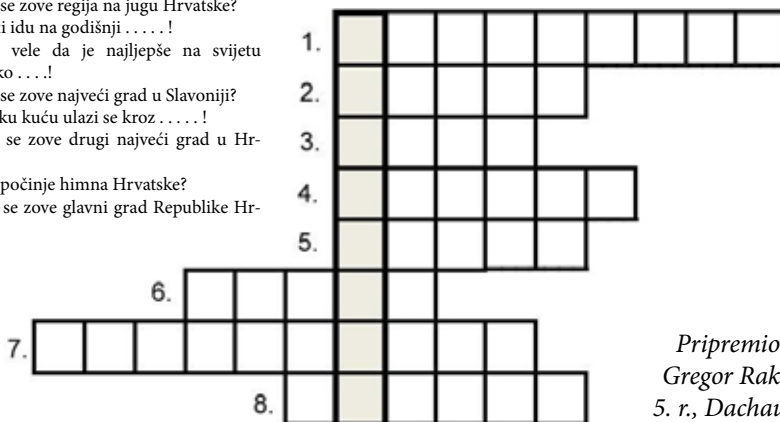 se zove regija na jugu Hrvatske?
ti idu na godišnji . . . . . !
vele da je najljepše na svijetu
ko . . . .!
se zove najveći grad u Slavoniji?
ku kuću ulazi se kroz . . . . . !
se zove drugi najveći grad u Hr-
počinje himna Hrvatske?
se zove glavni grad Republike Hr-
1.
2.
3.
4.
5.
6.
7.
8.
Pripremio
Gregor Rak
5. r., Dachau